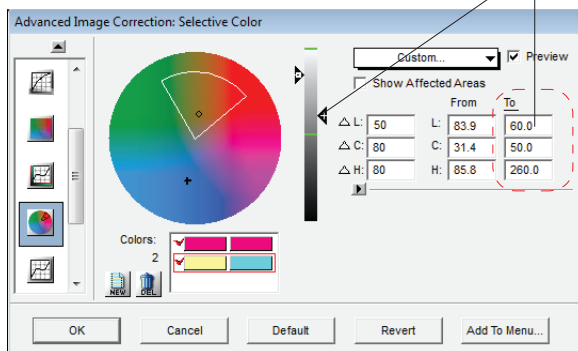 Advanced Image Correction: Selective Color
Custom...
Preview
Show Affected Areas
From To
△ L: 50 L: 83.9 60.0
△ C: 80 C: 31.4 50.0
△ H: 80 H: 85.8 260.0
Colors:
2
NEW DEL
OK Cancel Default Revert Add To Menu...